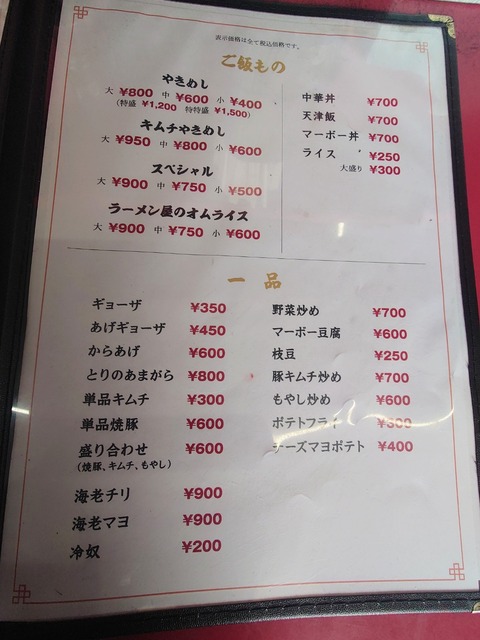 表示価格は全て税込価格です。
ご飯もの
やきめし
大 ¥800 中 ¥600 小 ¥400
(特盛 ¥1,200 特特盛 ¥1,500)
キムチやきめし
大 ¥950 中 ¥800 小 ¥600
スペシャル
大 ¥900 中 ¥750 小 ¥500
ラーメン屋のオムライス
大 ¥900 中 ¥750 小 ¥600
中華丼 ¥700
天津飯 ¥700
マーボー丼 ¥700
ライス ¥250
大盛り ¥300
一品
ギョーザ ¥350
あげギョーザ ¥450
からあげ ¥600
とりのあまがら ¥800
単品キムチ ¥300
単品焼豚 ¥600
盛り合わせ ¥600
(焼豚、キムチ、もやし)
海老チリ ¥900
海老マヨ ¥900
冷奴 ¥200
野菜炒め ¥700
マーボー豆腐 ¥600
枝豆 ¥250
豚キムチ炒め ¥700
もやし炒め ¥600
ポテトフライ ¥300
チーズマヨポテト ¥400